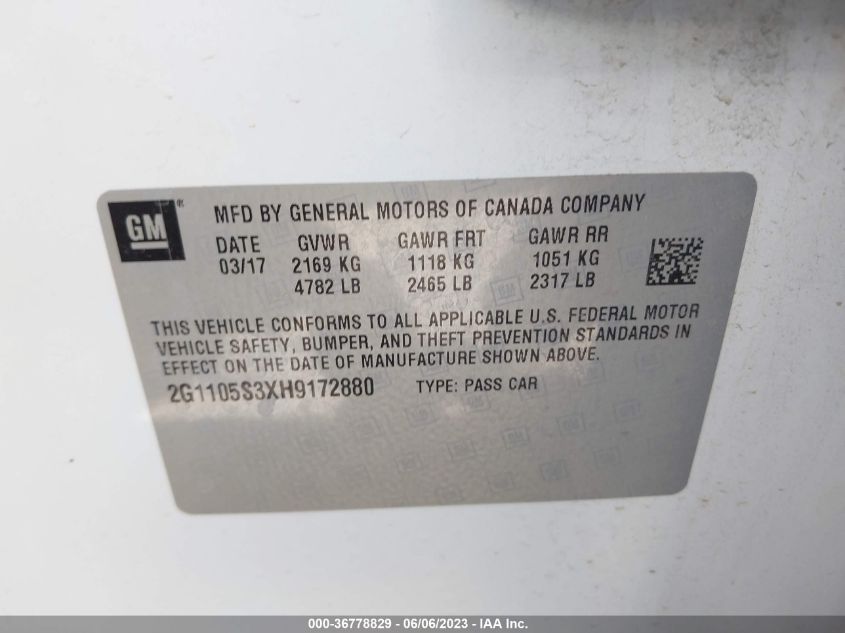 GM ®
MFD BY GENERAL MOTORS OF CANADA COMPANY
DATE GVWR GAWR FRT GAWR RR
03/17 2169 KG 1118 KG 1051 KG
4782 LB 2465 LB 2317 LB
THIS VEHICLE CONFORMS TO ALL APPLICABLE U.S. FEDERAL MOTOR
VEHICLE SAFETY, BUMPER, AND THEFT PREVENTION STANDARDS IN
EFFECT ON THE DATE OF MANUFACTURE SHOWN ABOVE.
2G1105S3XH9172880 TYPE: PASS CAR
000-36778829 - 06/06/2023 - IAA Inc.